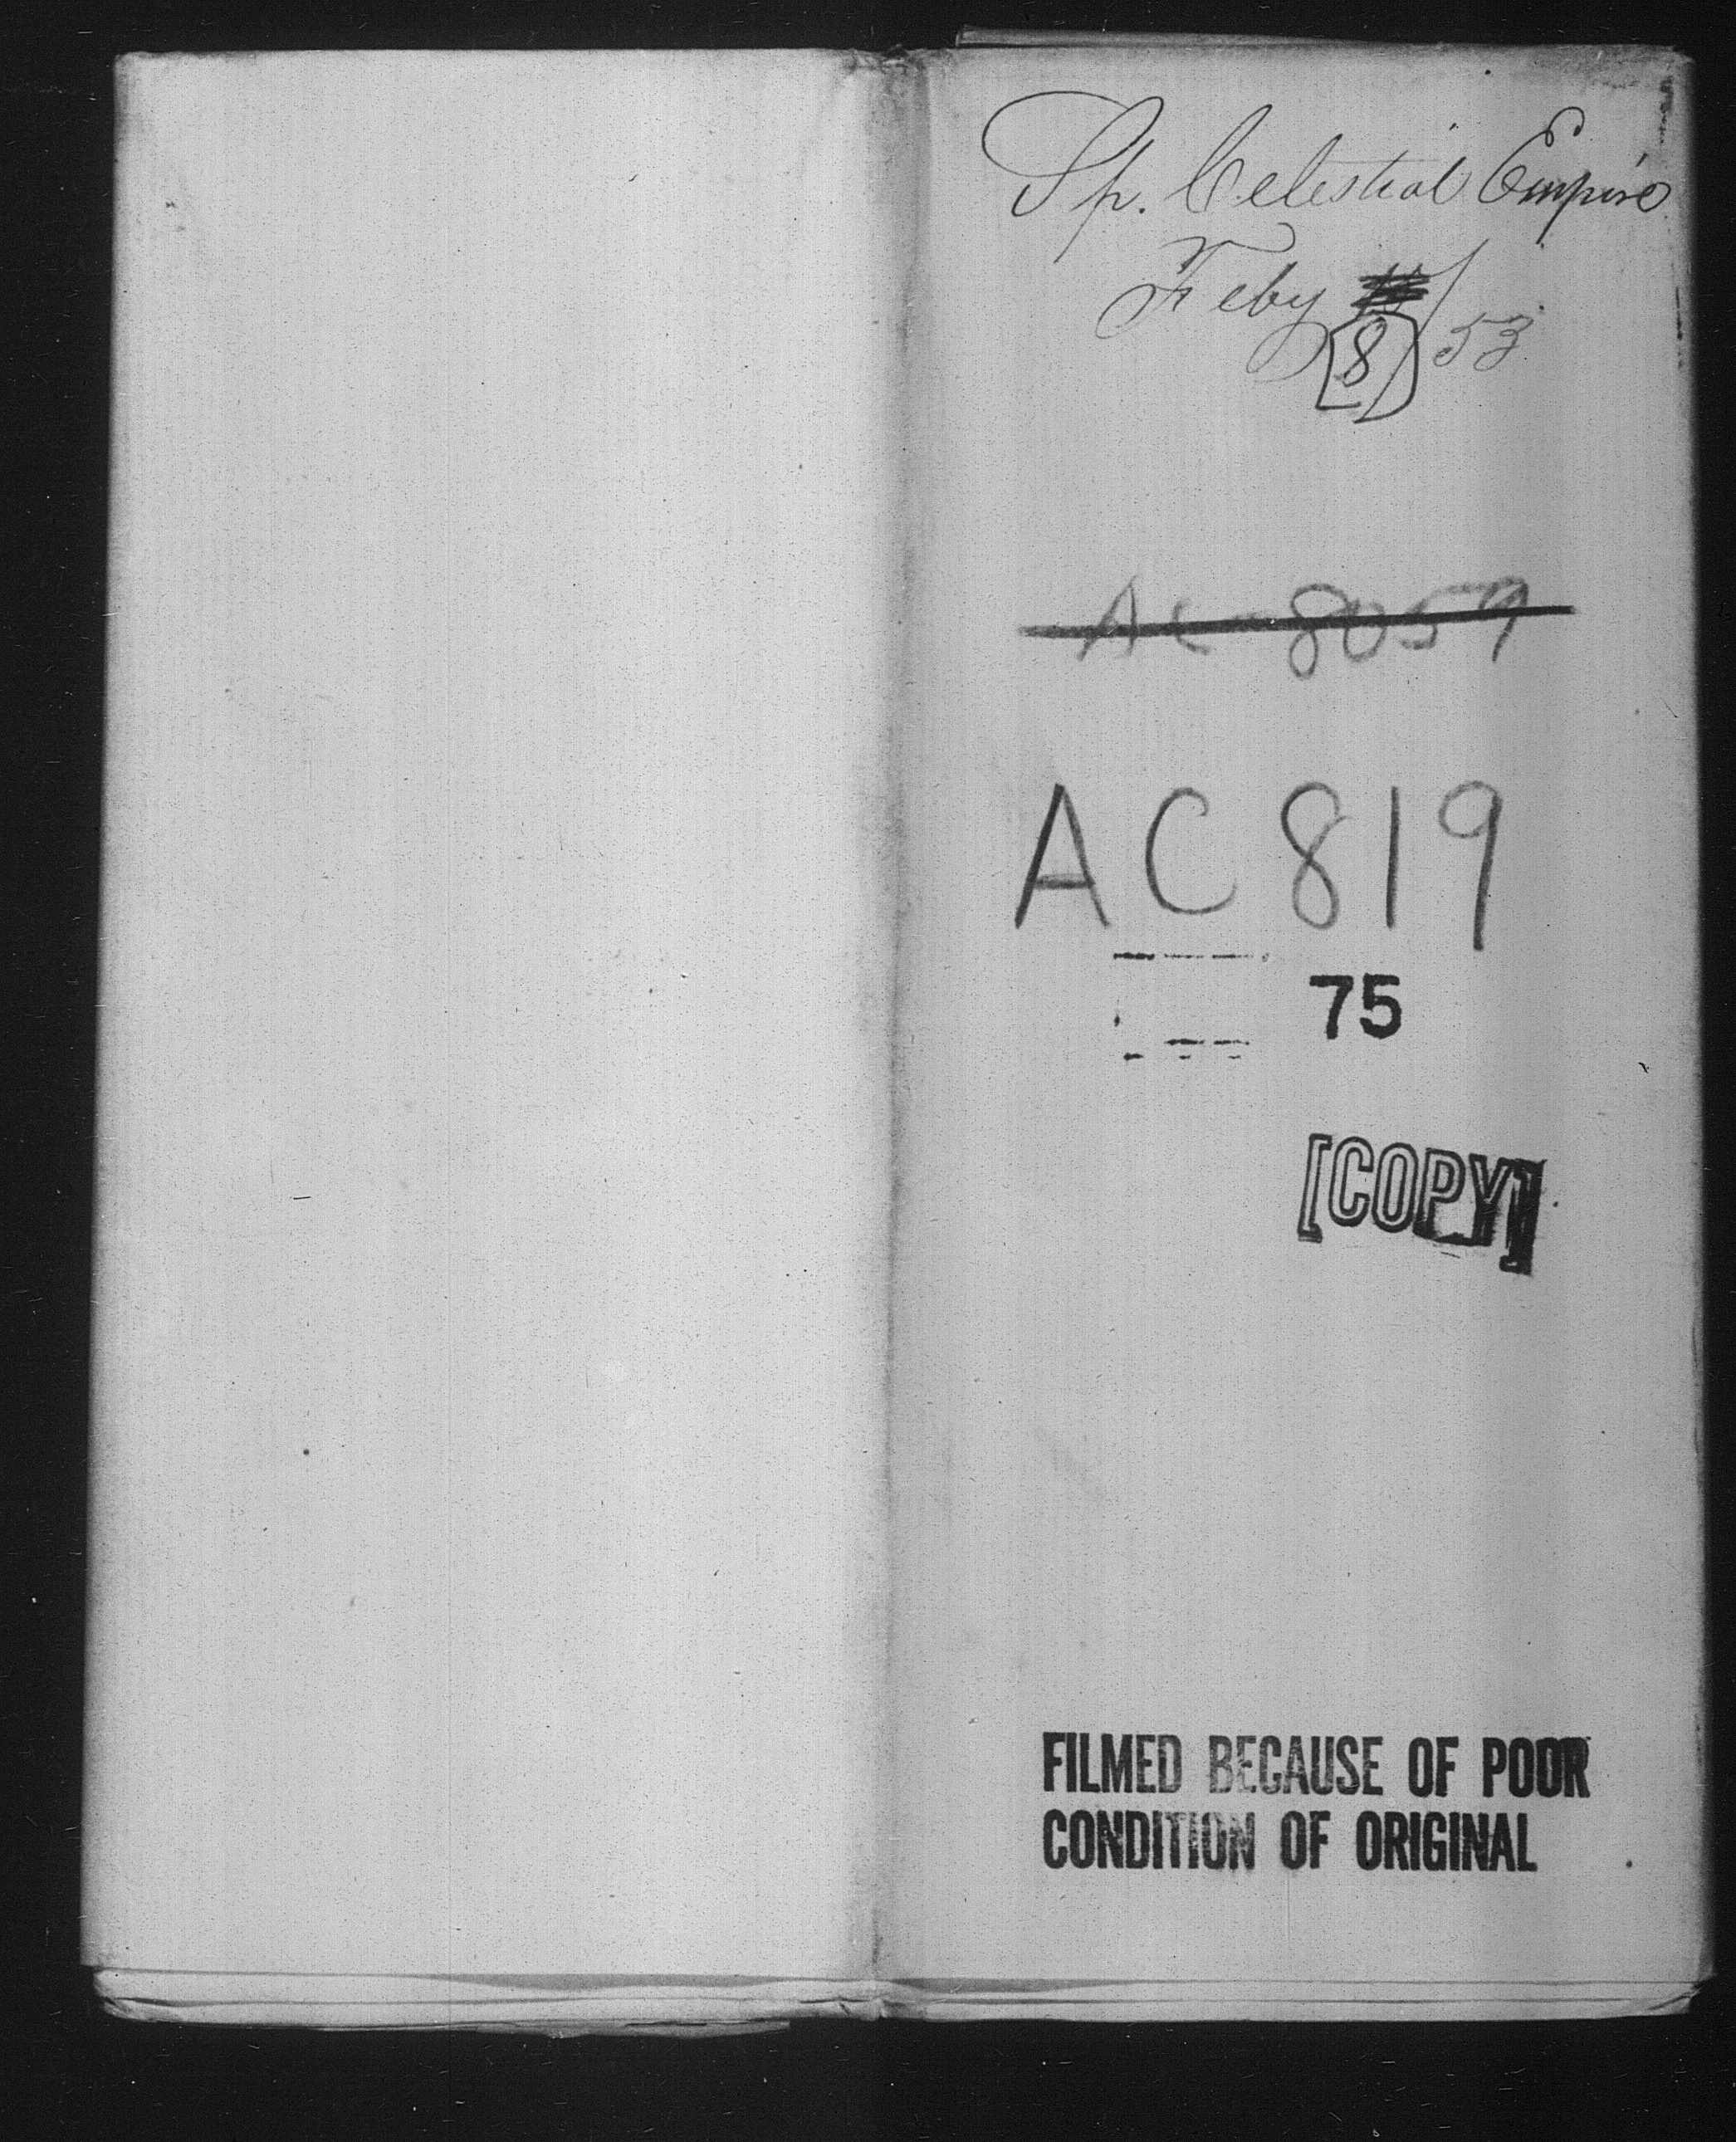 Sp. Celestial Empire
Feby 8/53
AC 8059
AC 819
75
[COPY]
FILMED BECAUSE OF POOR
CONDITION OF ORIGINAL